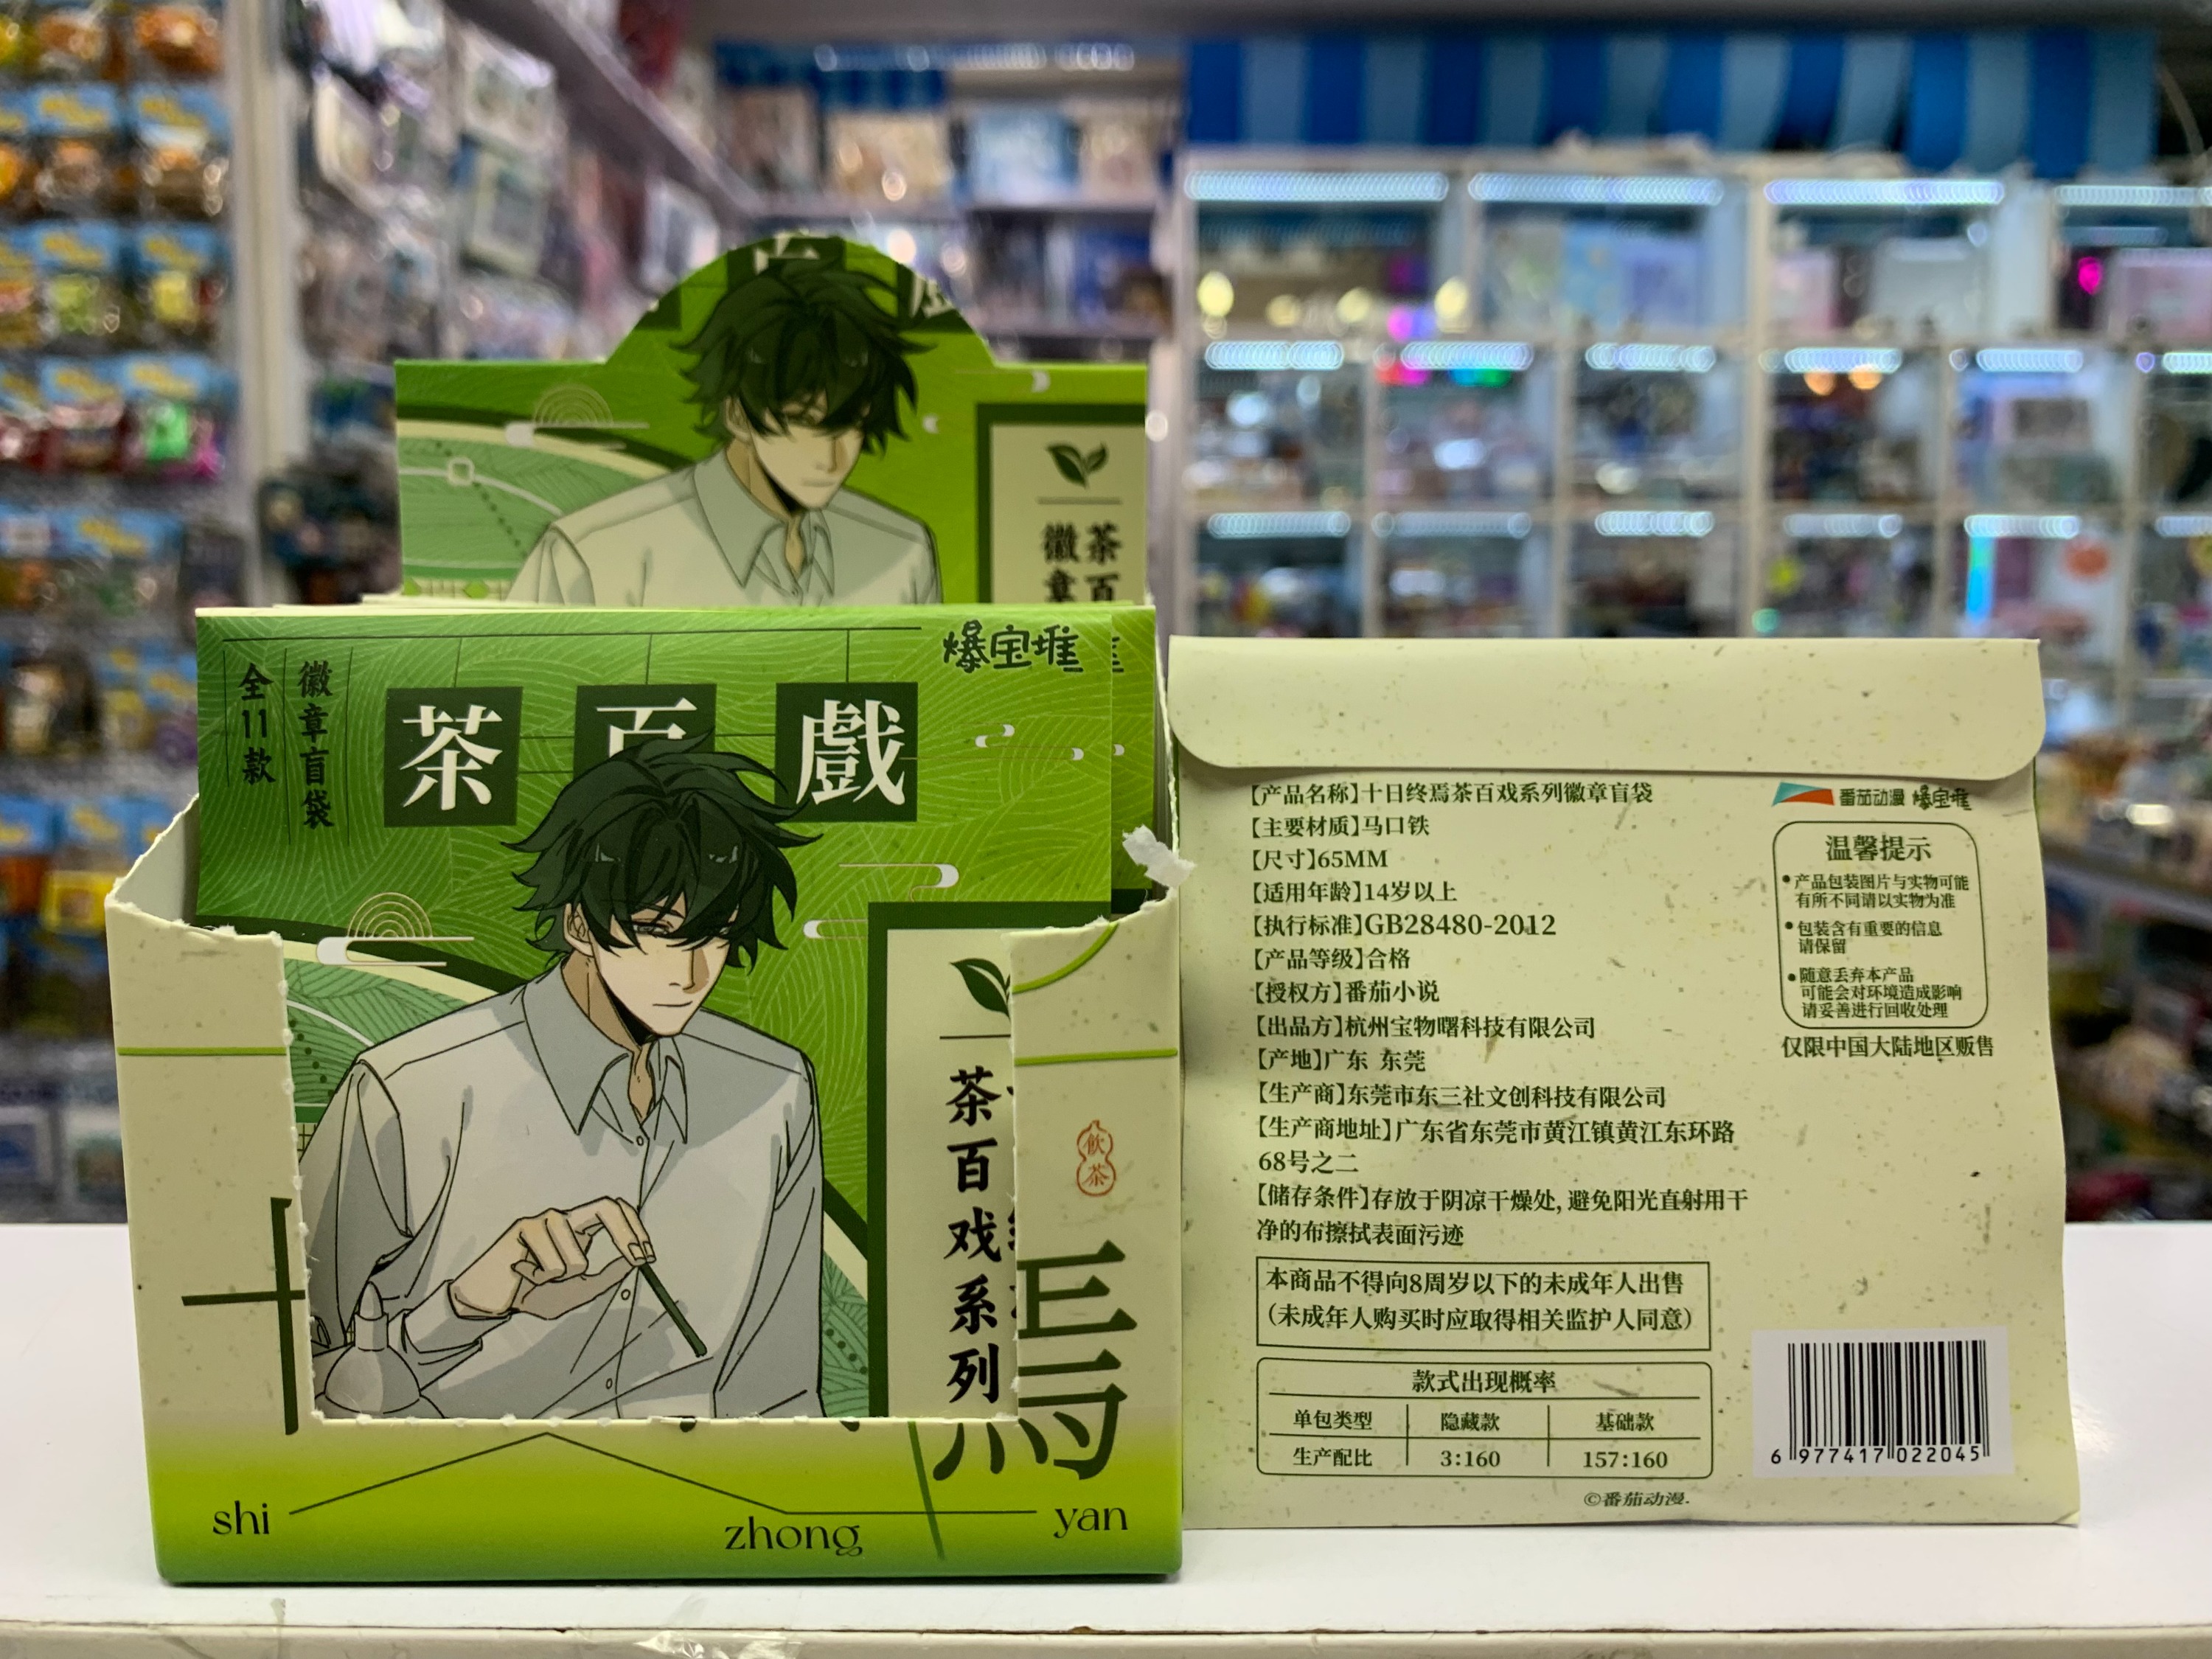 茶百
徽章
爆宝堆
全11款
徽章盲袋
茶百戲
茶百戏系列
飲茶
十
焉
shi
zhong
yan
【产品名称】十日终焉茶百戏系列徽章盲袋
【主要材质】马口铁
【尺寸】65MM
【适用年龄】14岁以上
【执行标准】GB28480-2012
【产品等级】合格
【授权方】番茄小说
【出品方】杭州宝物曙科技有限公司
【产地】广东 东莞
【生产商】东莞市东三社文创科技有限公司
【生产商地址】广东省东莞市黄江镇黄江东环路
68号之二
【储存条件】存放于阴凉干燥处, 避免阳光直射用干
净的布擦拭表面污迹
本商品不得向8周岁以下的未成年人出售
（未成年人购买时应取得相关监护人同意）
款式出现概率
单包类型 隐藏款 基础款
生产配比 3:160 157:160
©番茄动漫.
番茄动漫 爆宝堆
温馨提示
•产品包装图片与实物可能
有所不同请以实物为准
•包装含有重要的信息
请保留
•随意丢弃本产品
可能会对环境造成影响
请妥善进行回收处理
仅限中国大陆地区贩售
6 977417 022045